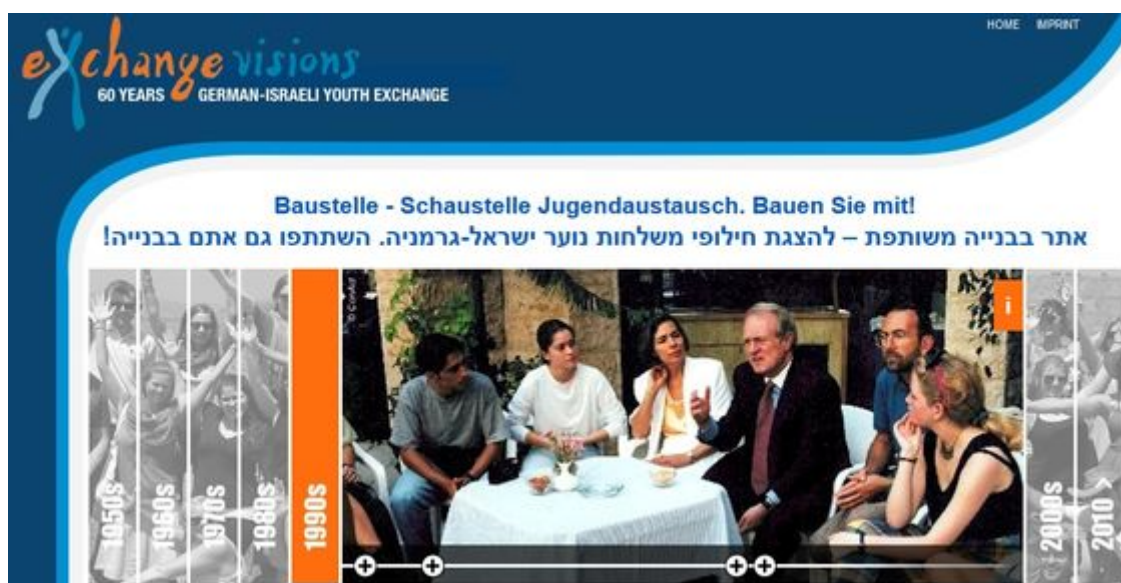 HOME IMPRINT
exchange visions
60 YEARS GERMAN-ISRAELI YOUTH EXCHANGE
Baustelle - Schaustelle Jugendaustausch. Bauen Sie mit!
אתר בבנייה משותפת – להצגת חילופי משלחות נוער ישראל-גרמניה. השתתפו גם אתם בבנייה!
i
1950s
1960s
1970s
1980s
1990s
2000s
2010 >